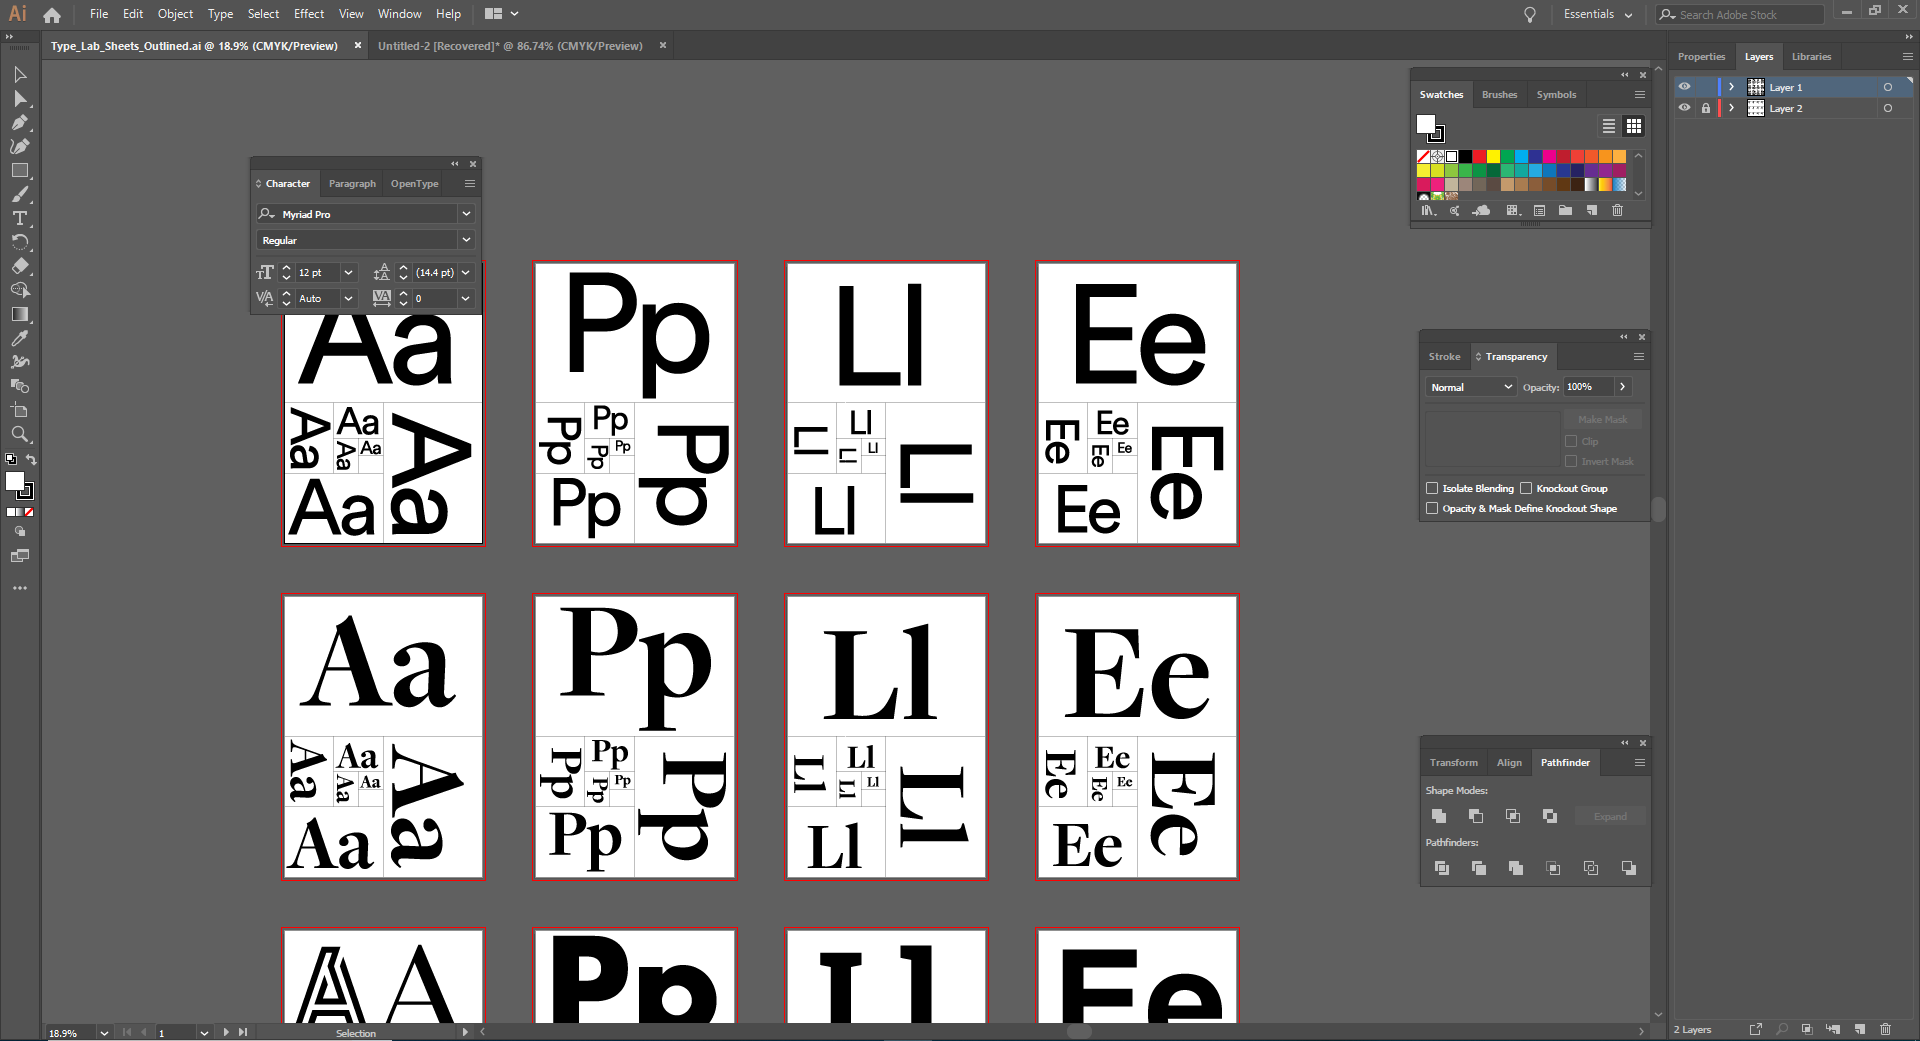 Ai File Edit Object Type Select Effect View Window Help Essentials Search Adobe Stock
Type_Lab_Sheets_Outlined.ai @ 18.9% (CMYK/Preview) × Untitled-2 [Recovered]* @ 86.74% (CMYK/Preview) ×
Properties Layers Libraries
Layer 1
Layer 2
Swatches Brushes Symbols
Character Paragraph OpenType
Myriad Pro
Regular
12 pt (14.4 pt)
Auto 0
Stroke Transparency
Normal Opacity: 100%
Make Mask
Clip
Invert Mask
Isolate Blending Knockout Group
Opacity & Mask Define Knockout Shape
Transform Align Pathfinder
Shape Modes:
Expand
Pathfinders:
Aa
Aa Aa Aa
Aa Aa
Aa
Pp
Pp Pp Pp
Pp Pp
Pp
Ll
Ll Ll Ll
Ll Ll
Ll
Ee
Ee Ee Ee
Ee Ee
Ee
Aa
Aa Aa Aa
Aa Aa
Aa
Pp
Pp Pp Pp
Pp Pp
Pp
Ll
Ll Ll Ll
Ll Ll
Ll
Ee
Ee Ee Ee
Ee Ee
Ee
AA
Pp
Ll
Ee
18.9% 1 Selection
2 Layers